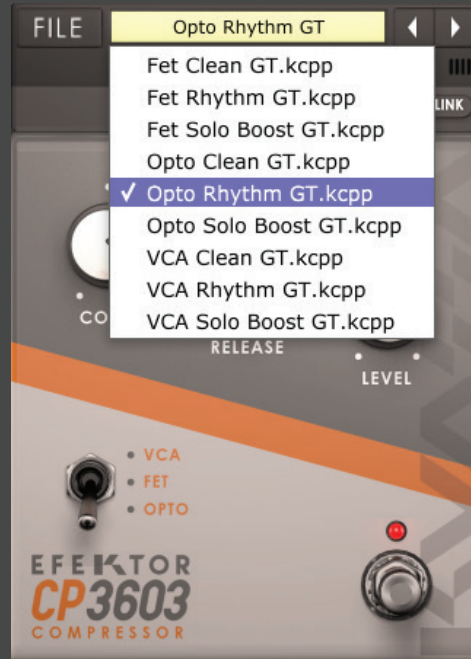 FILE
Opto Rhythm GT
Fet Clean GT.kcpp
Fet Rhythm GT.kcpp
LINK
Fet Solo Boost GT.kcpp
Opto Clean GT.kcpp
✓ Opto Rhythm GT.kcpp
Opto Solo Boost GT.kcpp
VCA Clean GT.kcpp
VCA Rhythm GT.kcpp
VCA Solo Boost GT.kcpp
RELEASE
LEVEL
VCA
FET
OPTO
EFEKTOR
CP3603
COMPRESSOR